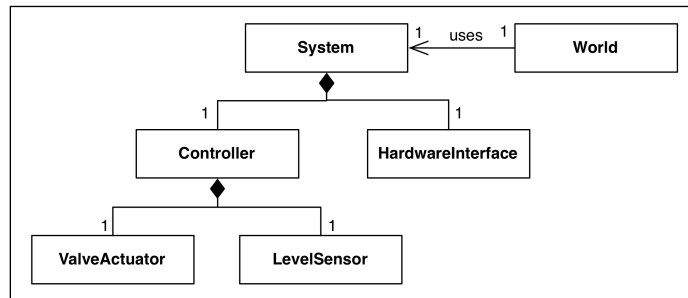 1 uses 1
System World
1 1
Controller HardwareInterface
1 1
ValveActuator LevelSensor